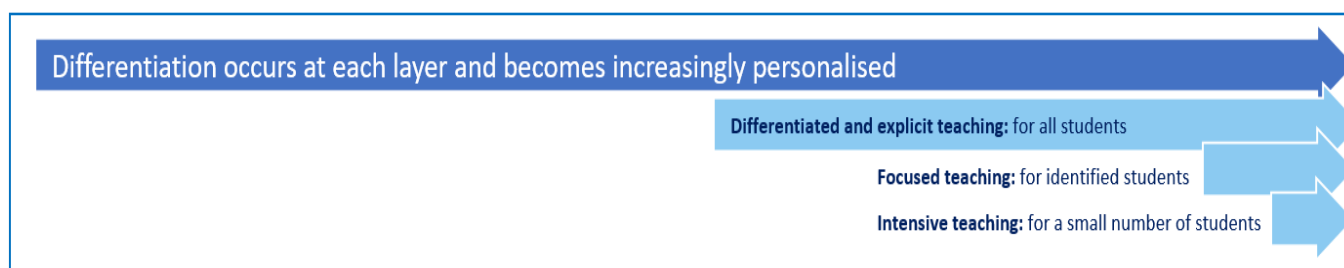 Differentiation occurs at each layer and becomes increasingly personalised
Differentiated and explicit teaching: for all students
Focused teaching: for identified students
Intensive teaching: for a small number of students